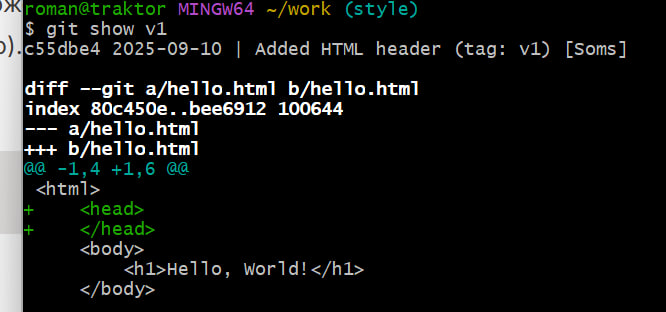 ож
roman@traktor MINGW64 ~/work (style)
$ git show v1
c55dbe4 2025-09-10 | Added HTML header (tag: v1) [Soms]
).
diff --git a/hello.html b/hello.html
index 80c450e..bee6912 100644
--- a/hello.html
+++ b/hello.html
@@ -1,4 +1,6 @@
 <html>
+    <head>
+    </head>
     <body>
         <h1>Hello, World!</h1>
     </body>